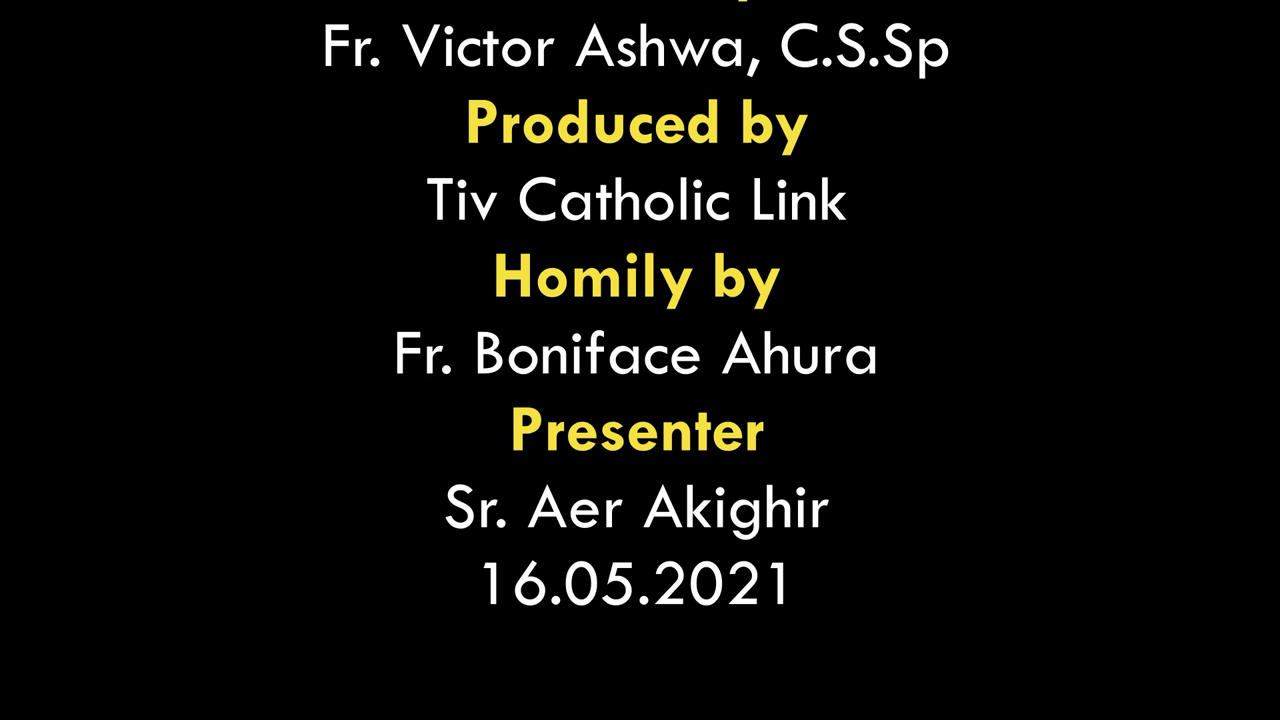 Fr. Victor Ashwa, C.S.Sp
Produced by
Tiv Catholic Link
Homily by
Fr. Boniface Ahura
Presenter
Sr. Aer Akighir
16.05.2021